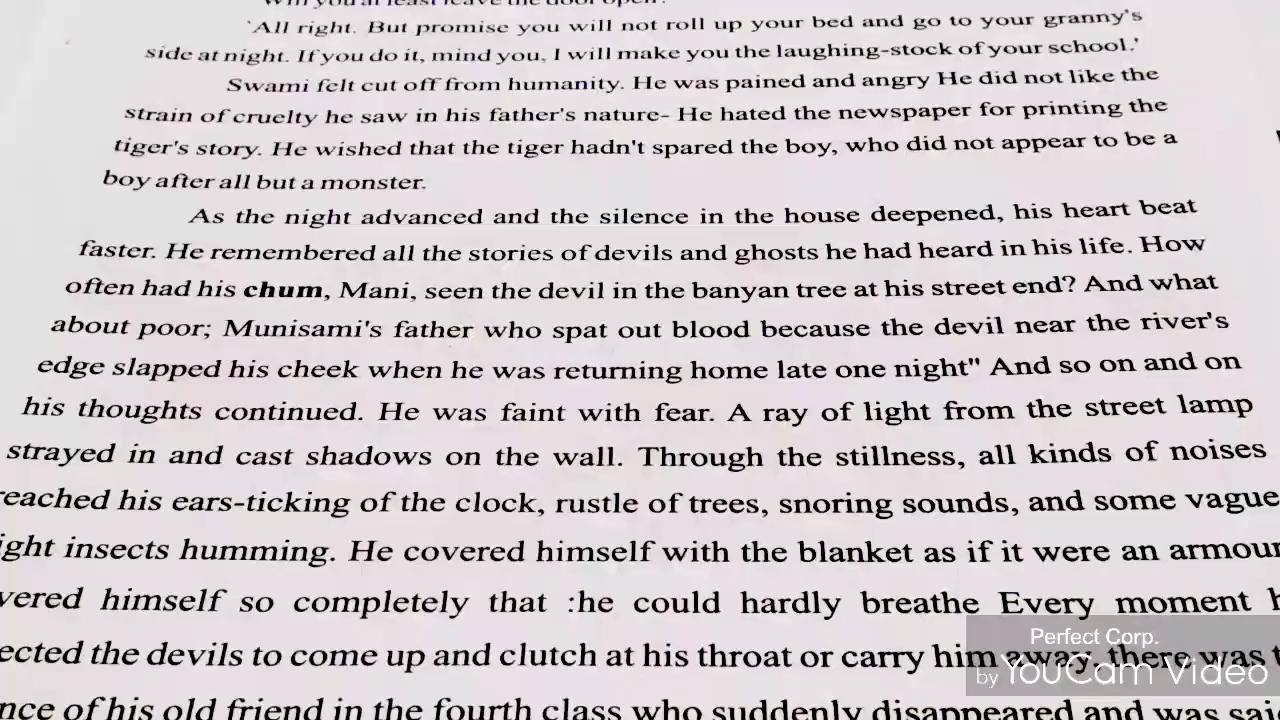 'All right. But promise you will not roll up your bed and go to your granny's
side at night. If you do it, mind you, I will make you the laughing-stock of your school.'
Swami felt cut off from humanity. He was pained and angry He did not like the
strain of cruelty he saw in his father's nature- He hated the newspaper for printing the
tiger's story. He wished that the tiger hadn't spared the boy, who did not appear to be a
boy after all but a monster.
As the night advanced and the silence in the house deepened, his heart beat
faster. He remembered all the stories of devils and ghosts he had heard in his life. How
often had his chum, Mani, seen the devil in the banyan tree at his street end? And what
about poor; Munisami's father who spat out blood because the devil near the river's
edge slapped his cheek when he was returning home late one night" And so on and on
his thoughts continued. He was faint with fear. A ray of light from the street lamp
strayed in and cast shadows on the wall. Through the stillness, all kinds of noises
reached his ears-ticking of the clock, rustle of trees, snoring sounds, and some vague
ight insects humming. He covered himself with the blanket as if it were an armour
vered himself so completely that :he could hardly breathe Every moment h
ected the devils to come up and clutch at his throat or carry him away. there was t
nce of his old friend in the fourth class who suddenly disappeared and was sai
Perfect Corp.
by YouCam Video